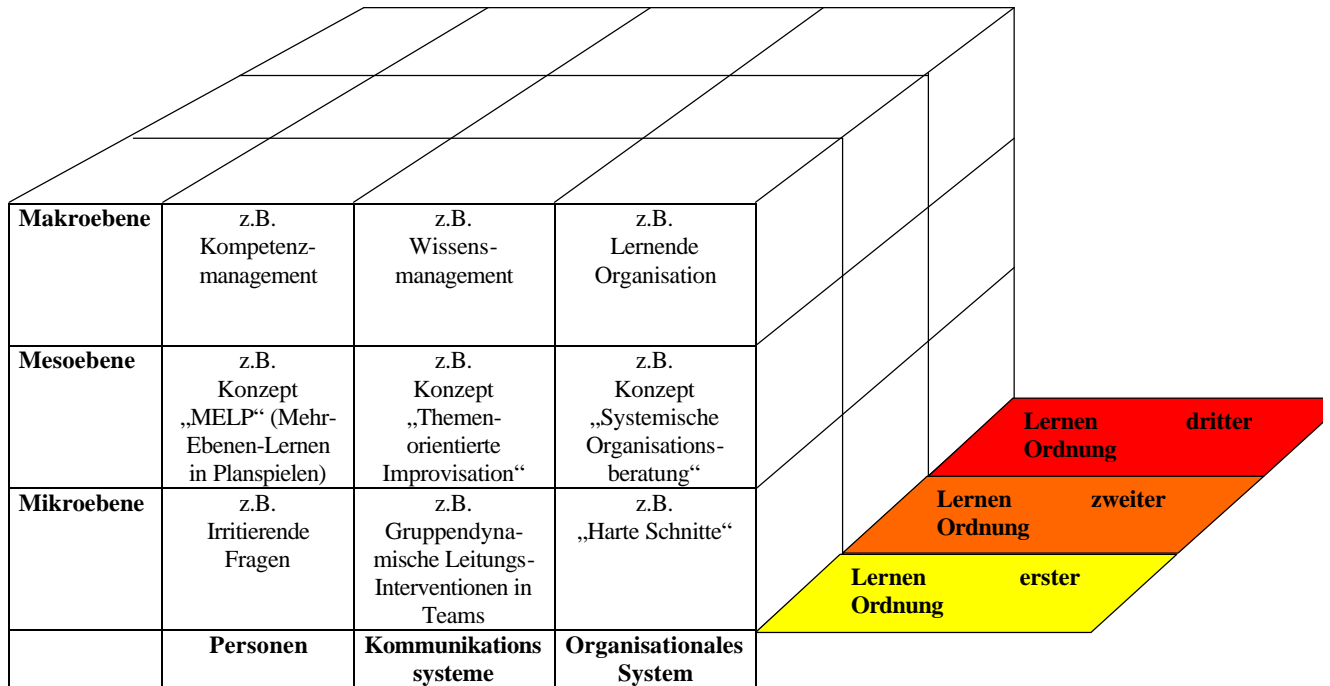 Makroebene
z.B.
Kompetenz-
management
z.B.
Wissens-
management
z.B.
Lernende
Organisation
Mesoebene
z.B.
Konzept
„MELP“ (Mehr-
Ebenen-Lernen
in Planspielen)
z.B.
Konzept
„Themen-
orientierte
Improvisation“
z.B.
Konzept
„Systemische
Organisations-
beratung“
Mikroebene
z.B.
Irritierende
Fragen
z.B.
Gruppendyna-
mische Leitungs-
Interventionen in
Teams
z.B.
„Harte Schnitte“
Personen
Kommunikations
systeme
Organisationales
System
Lernen dritter
Ordnung
Lernen zweiter
Ordnung
Lernen erster
Ordnung